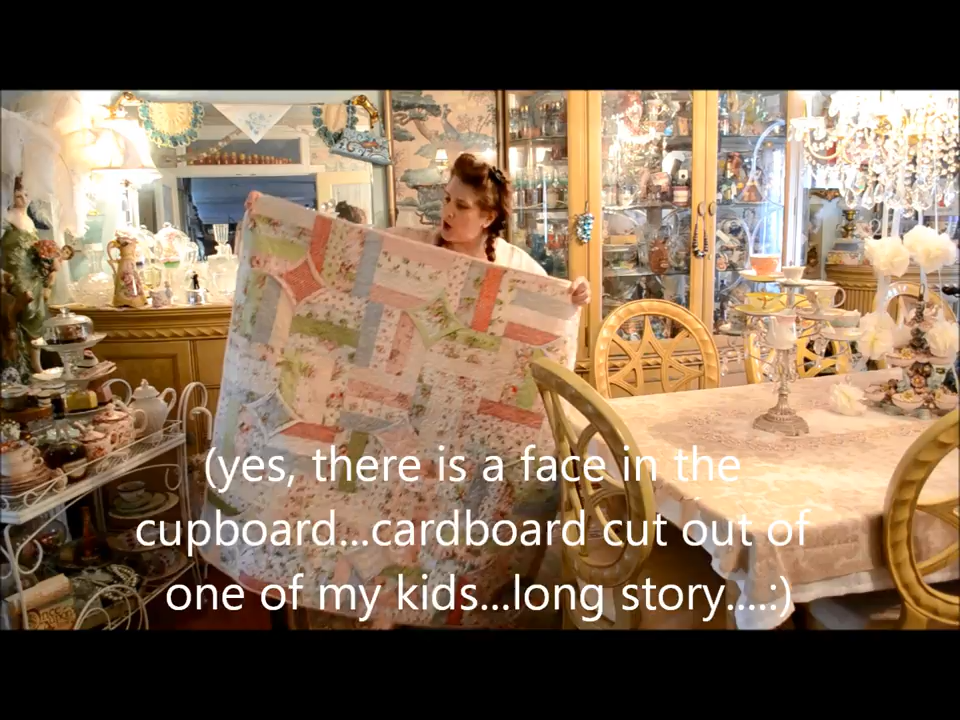 (yes, there is a face in the
cupboard...cardboard cut out of
one of my kids...long story....:)